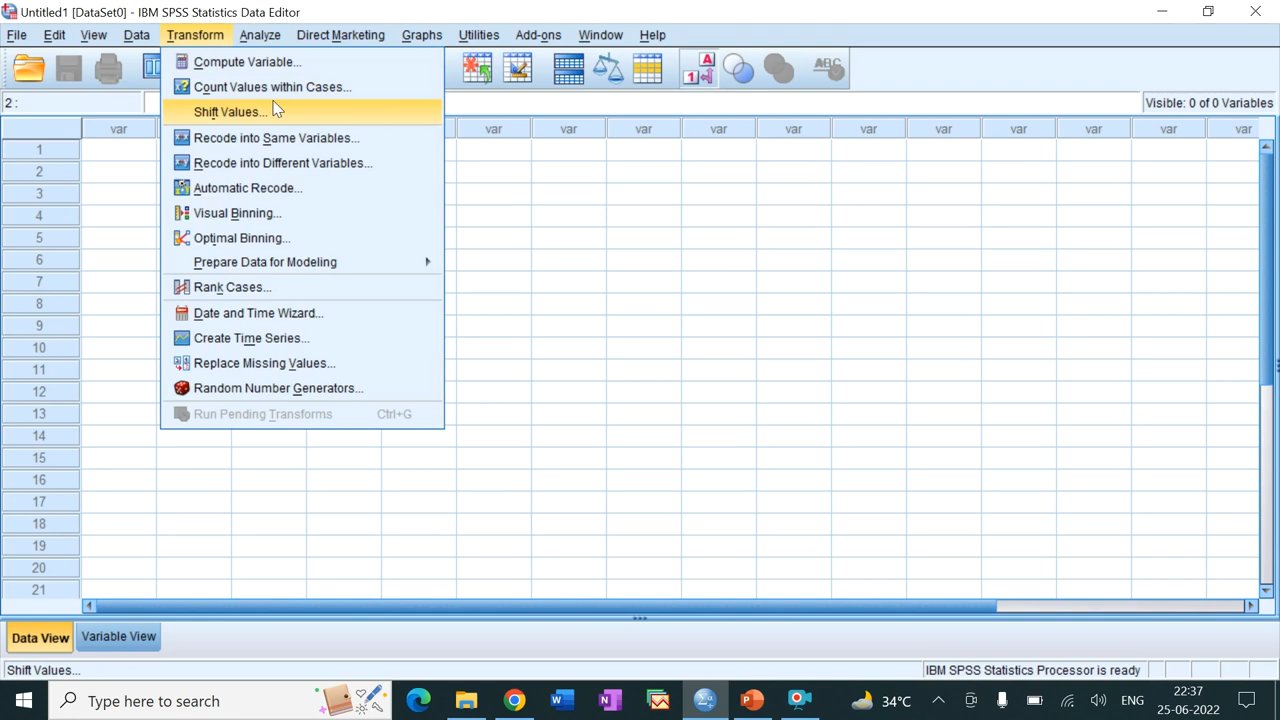 Untitled1 [DataSet0] - IBM SPSS Statistics Data Editor
File Edit View Data Transform Analyze Direct Marketing Graphs Utilities Add-ons Window Help
2 :
Visible: 0 of 0 Variables
Compute Variable...
Count Values within Cases...
Shift Values...
Recode into Same Variables...
Recode into Different Variables...
Automatic Recode...
Visual Binning...
Optimal Binning...
Prepare Data for Modeling
Rank Cases...
Date and Time Wizard...
Create Time Series...
Replace Missing Values...
Random Number Generators...
Run Pending Transforms Ctrl+G
A
1
ABC
var var var var var var var var var var var var
1
2
3
4
5
6
7
8
9
10
11
12
13
14
15
16
17
18
19
20
21
Data View Variable View
Shift Values...
IBM SPSS Statistics Processor is ready
Type here to search
34°C
ENG
22:37
25-06-2022